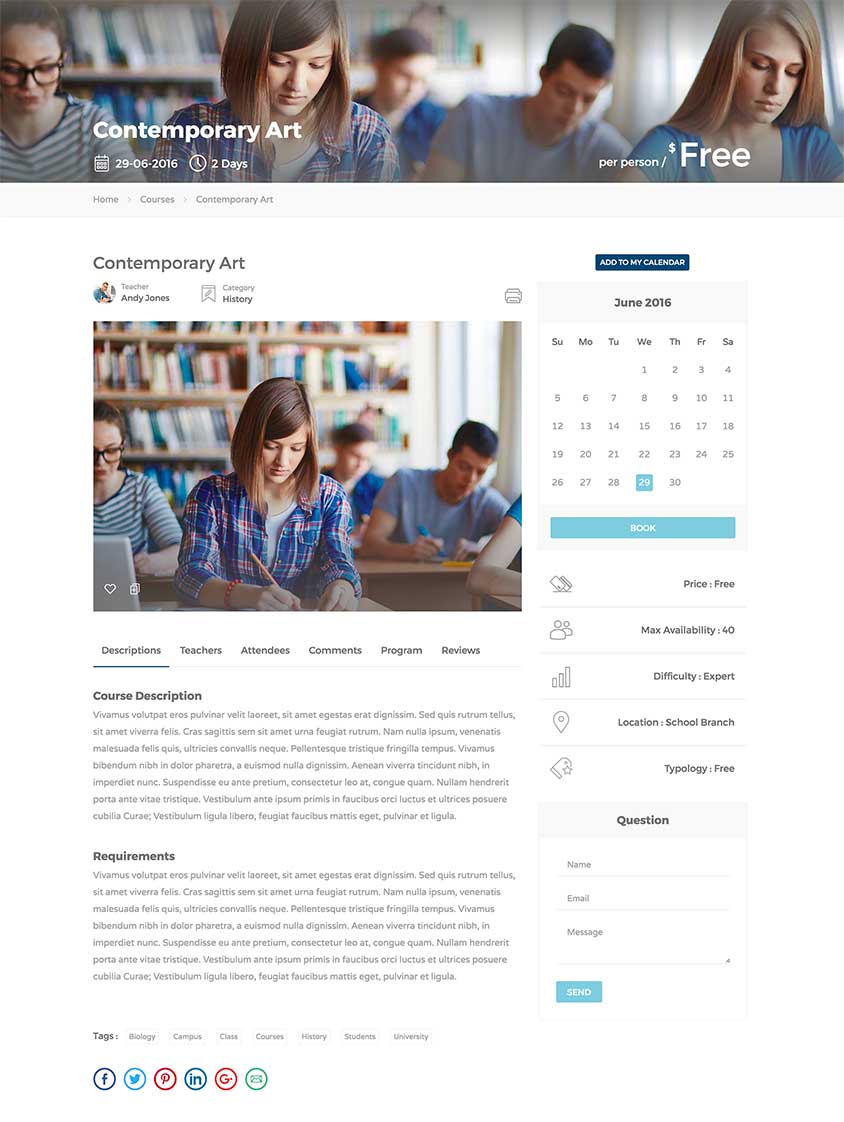 Contemporary Art
29-06-2016 2 Days
per person / $ Free
Home > Courses > Contemporary Art
Contemporary Art
Teacher
Andy Jones
Category
History
Descriptions Teachers Attendees Comments Program Reviews
Course Description
Vivamus volutpat eros pulvinar velit laoreet, sit amet egestas erat dignissim. Sed quis rutrum tellus,
sit amet viverra felis. Cras sagittis sem sit amet urna feugiat rutrum. Nam nulla ipsum, venenatis
malesuada felis quis, ultricies convallis neque. Pellentesque tristique fringilla tempus. Vivamus
bibendum nibh in dolor pharetra, a euismod nulla dignissim. Aenean viverra tincidunt nibh, in
imperdiet nunc. Suspendisse eu ante pretium, consectetur leo at, congue quam. Nullam hendrerit
porta ante vitae tristique. Vestibulum ante ipsum primis in faucibus orci luctus et ultrices posuere
cubilia Curae; Vestibulum ligula libero, feugiat faucibus mattis eget, pulvinar et ligula.
Requirements
Vivamus volutpat eros pulvinar velit laoreet, sit amet egestas erat dignissim. Sed quis rutrum tellus,
sit amet viverra felis. Cras sagittis sem sit amet urna feugiat rutrum. Nam nulla ipsum, venenatis
malesuada felis quis, ultricies convallis neque. Pellentesque tristique fringilla tempus. Vivamus
bibendum nibh in dolor pharetra, a euismod nulla dignissim. Aenean viverra tincidunt nibh, in
imperdiet nunc. Suspendisse eu ante pretium, consectetur leo at, congue quam. Nullam hendrerit
porta ante vitae tristique. Vestibulum ante ipsum primis in faucibus orci luctus et ultrices posuere
cubilia Curae; Vestibulum ligula libero, feugiat faucibus mattis eget, pulvinar et ligula.
Tags : Biology Campus Class Courses History Students University
ADD TO MY CALENDAR
June 2016
Su Mo Tu We Th Fr Sa
1 2 3 4
5 6 7 8 9 10 11
12 13 14 15 16 17 18
19 20 21 22 23 24 25
26 27 28 29 30
BOOK
Price : Free
Max Availability : 40
Difficulty : Expert
Location : School Branch
Typology : Free
Question
Name
Email
Message
SEND